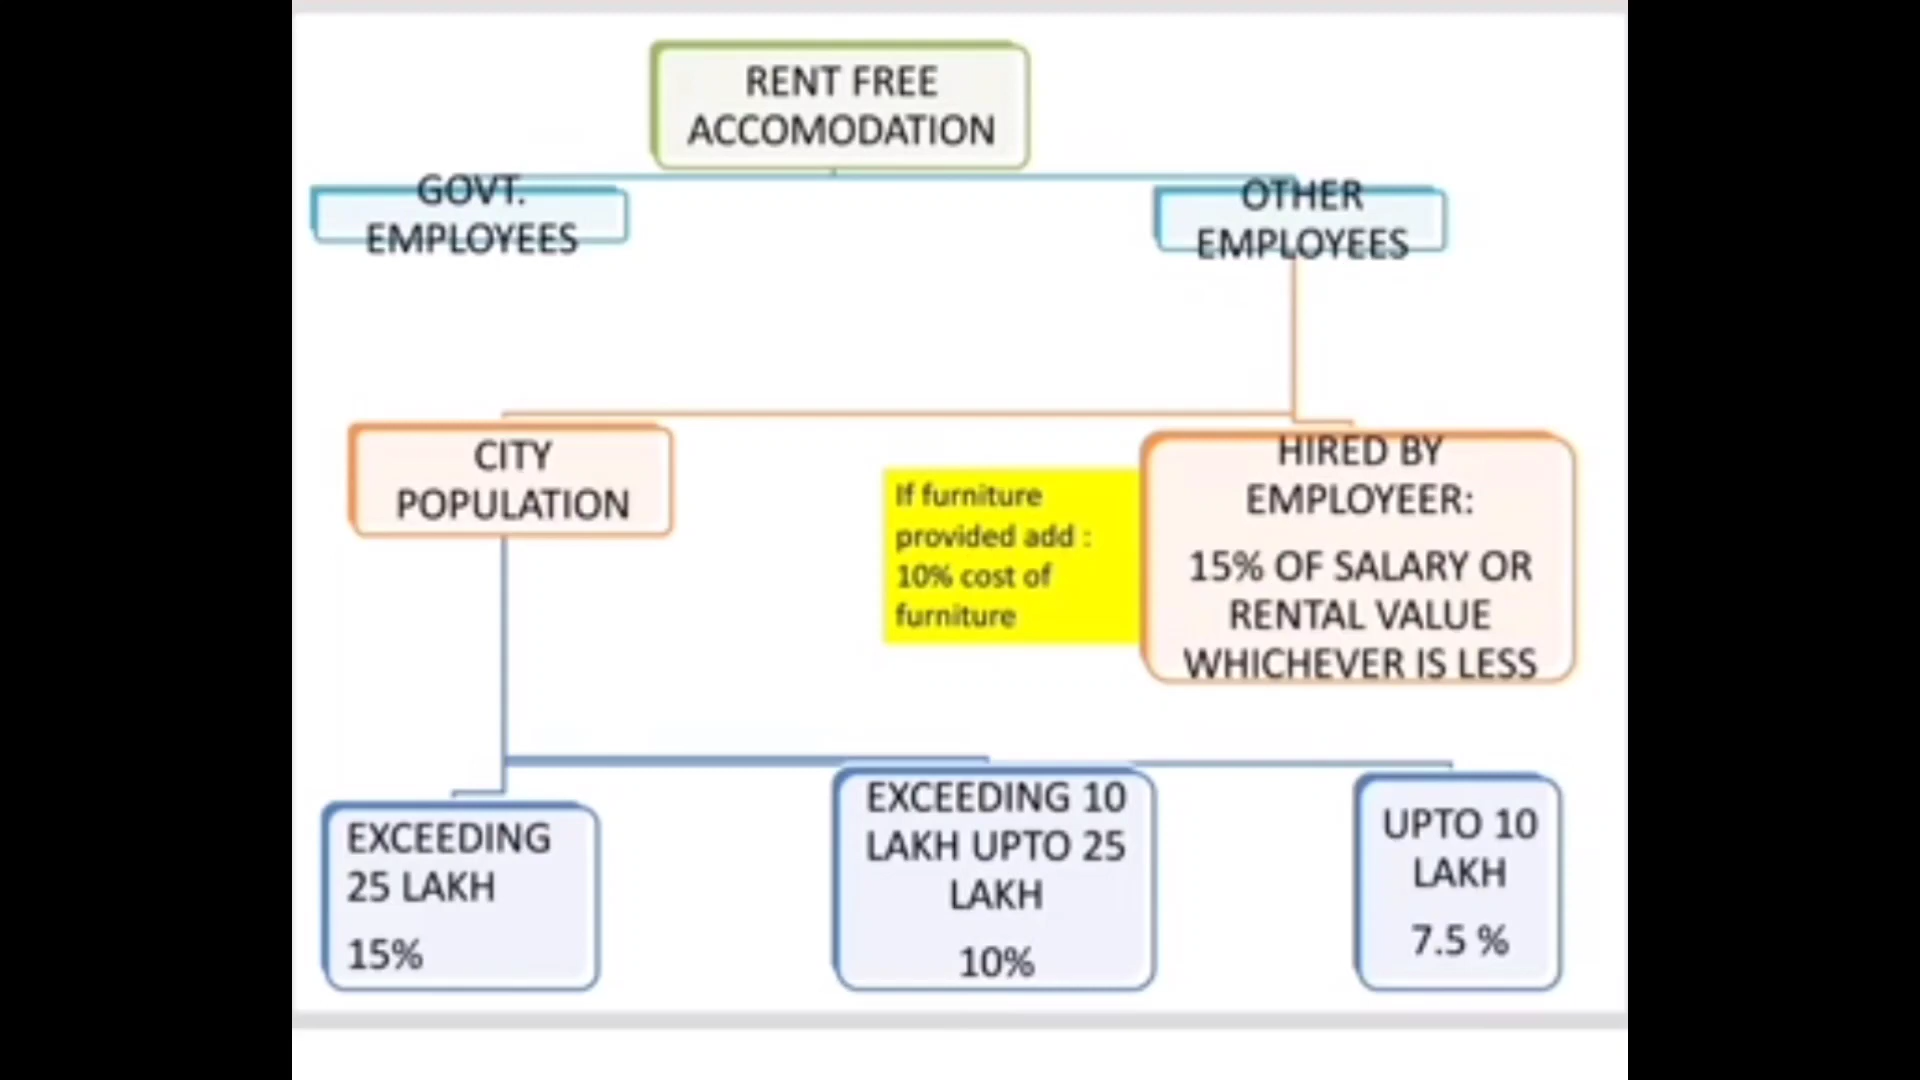 RENT FREE
ACCOMODATION
GOVT.
EMPLOYEES
OTHER
EMPLOYEES
CITY
POPULATION
If furniture
provided add :
10% cost of
furniture
HIRED BY
EMPLOYEER:
15% OF SALARY OR
RENTAL VALUE
WHICHEVER IS LESS
EXCEEDING
25 LAKH
15%
EXCEEDING 10
LAKH UPTO 25
LAKH
10%
UPTO 10
LAKH
7.5 %